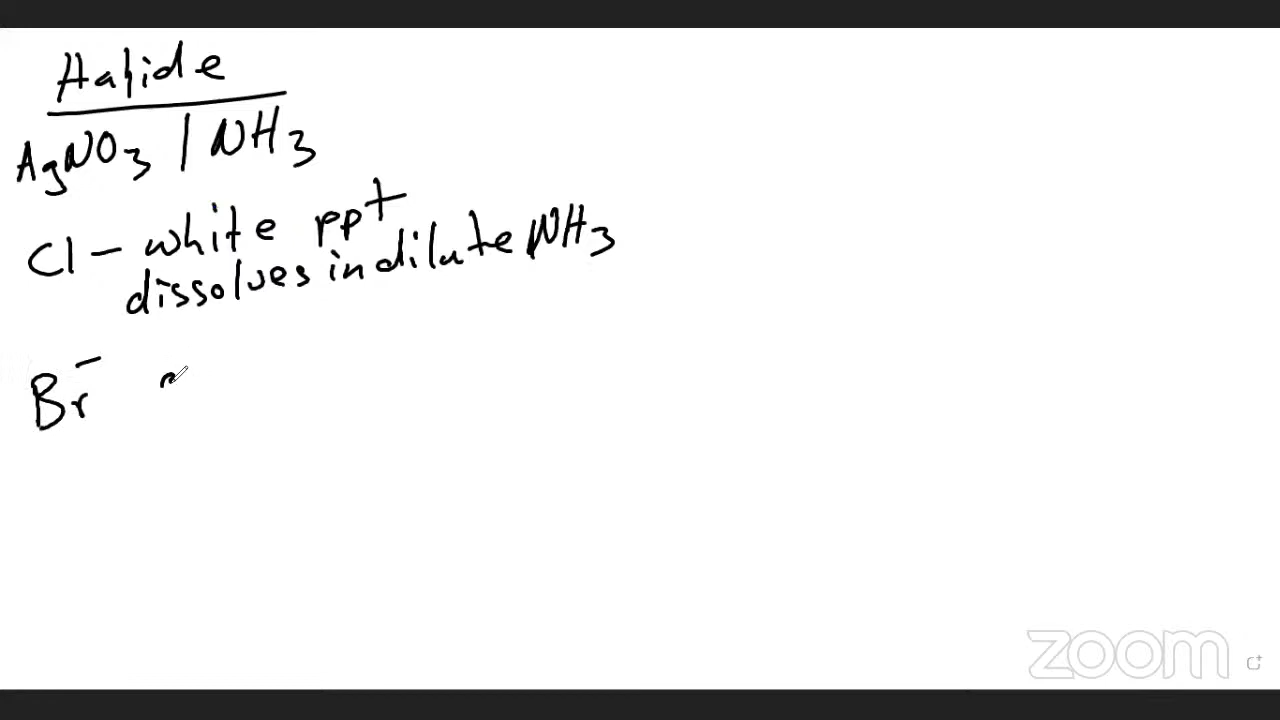 Halide
AgNO3 / NH3
Cl - white ppt
dissolves in dilute NH3
Br⁻
zoom